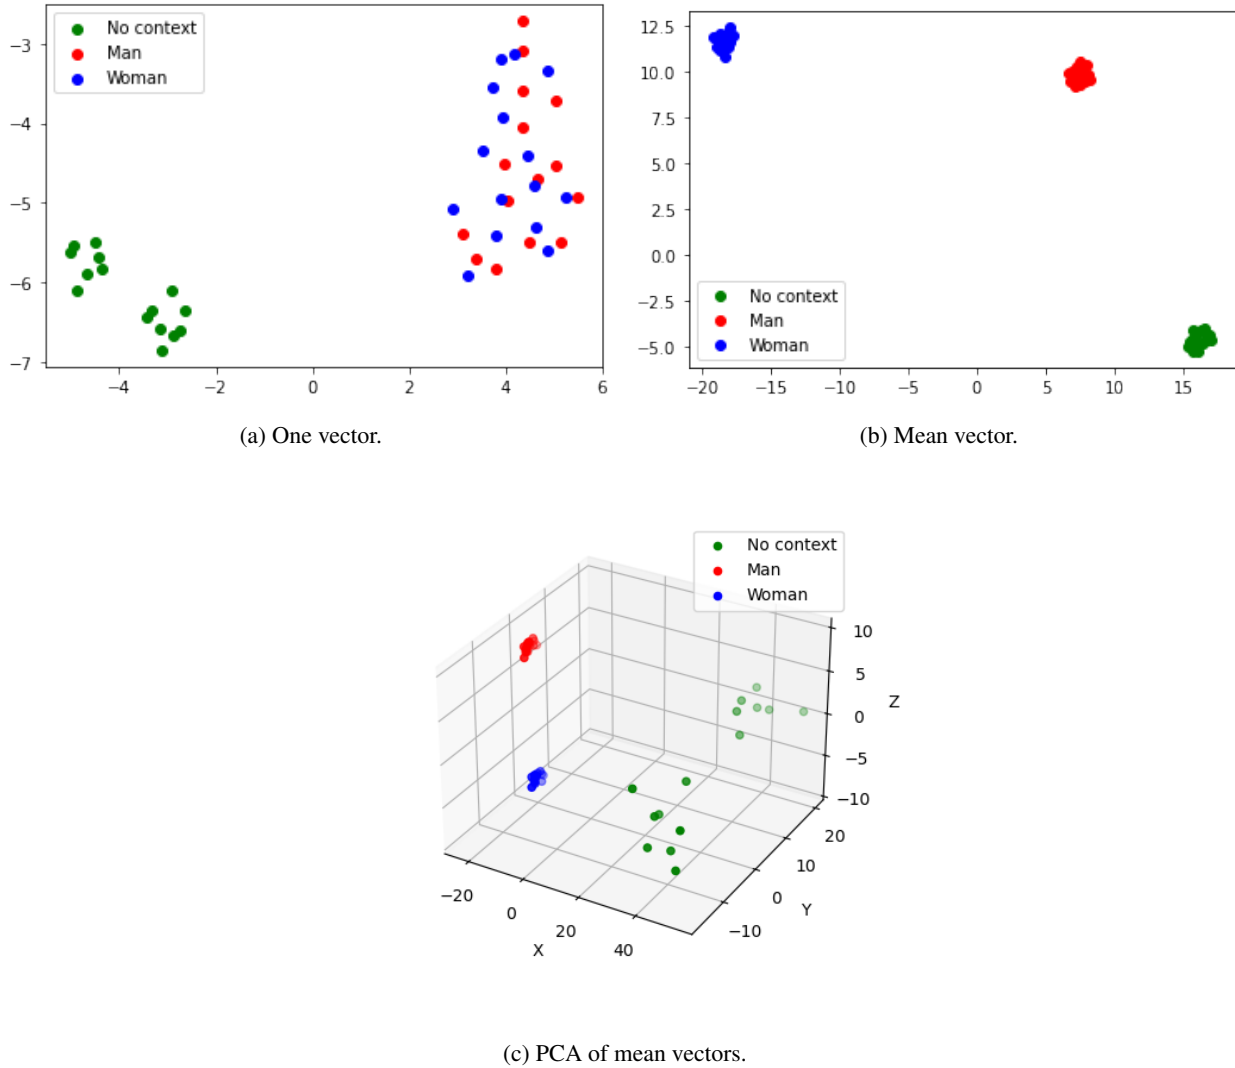 No context
Man
Woman
−3
−4
−5
−6
−7
−4
−2
0
2
4
6
(a) One vector.
12.5
10.0
7.5
5.0
2.5
0.0
−2.5
−5.0
No context
Man
Woman
−20
−15
−10
−5
0
5
10
15
(b) Mean vector.
No context
Man
Woman
10
5
0
−5
−10
Z
20
10
0
−10
Y
−20
0
20
40
X
(c) PCA of mean vectors.